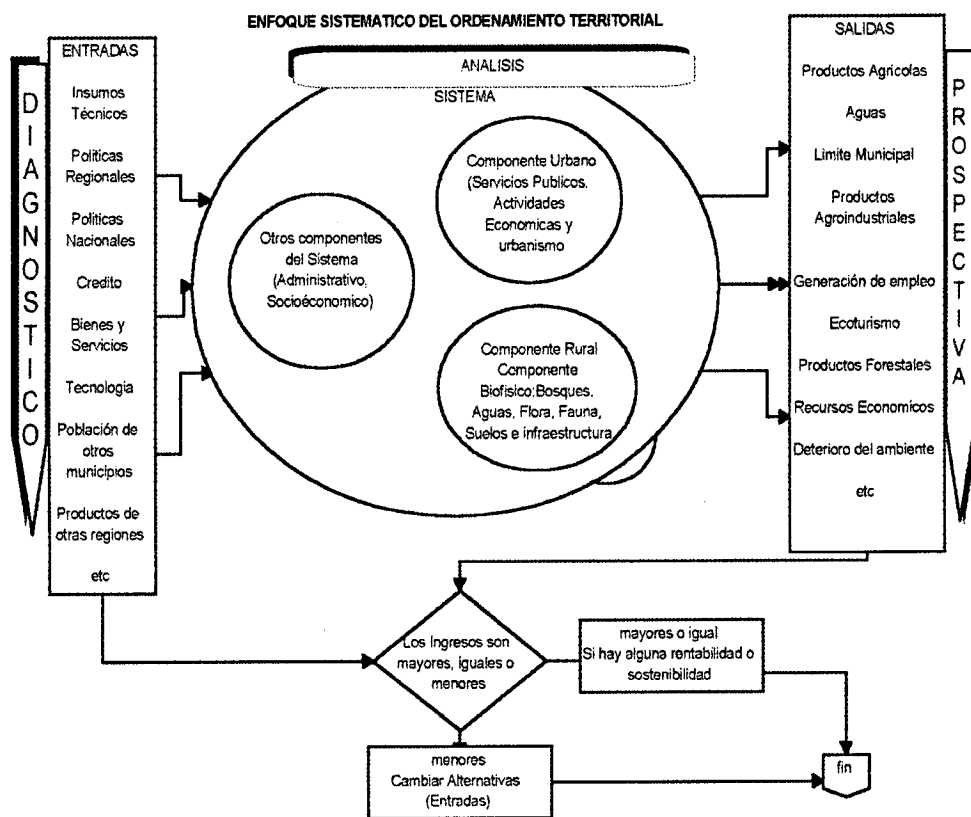 ENFOQUE SISTEMATICO DEL ORDENAMIENTO TERRITORIAL
DIAGNOSTICO
ENTRADAS
Insumos
Técnicos
Politicas
Regionales
Politicas
Nacionales
Credito
Bienes y
Servicios
Tecnologia
Población de
otros
municipios
Productos de
otras regiones
etc
ANALISIS
SISTEMA
Otros componentes
del Sistema
(Administrativo,
Socioéconomico)
Componente Urbano
(Servicios Publicos.
Actividades
Economicas y
urbanismo
Componente Rural
Componente
Biofisico:Bosques,
Aguas, Flora, Fauna,
Suelos e infraestructura
SALIDAS
Productos Agrícolas
Aguas
Limite Municipal
Productos
Agroindustriales
Generación de empleo
Ecoturismo
Productos Forestales
Recursos Economicos
Deterioro del ambiente
etc
PROSPECTIVA
Los Ingresos son
mayores, iguales o
menores
mayores o igual
Si hay alguna rentabilidad o
sostenibilidad
menores
Cambiar Alternativas
(Entradas)
fin